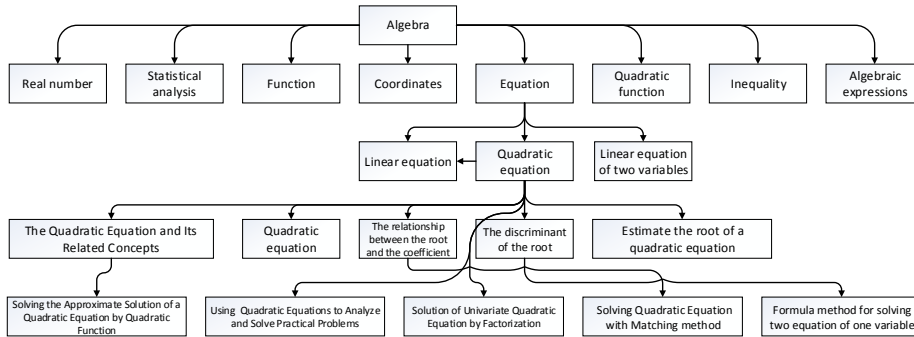 Algebra
Real number
Statistical
analysis
Function
Coordinates
Equation
Quadratic
function
Inequality
Algebraic
expressions
Linear equation
Quadratic
equation
Linear equation
of two variables
The Quadratic Equation and Its
Related Concepts
Quadratic
equation
The relationship
between the root
and the coefficient
The discriminant
of the root
Estimate the root of a
quadratic equation
Solving the Approximate Solution of a
Quadratic Equation by Quadratic
Function
Using Quadratic Equations to Analyze
and Solve Practical Problems
Solution of Univariate Quadratic
Equation by Factorization
Solving Quadratic Equation
with Matching method
Formula method for solving
two equation of one variable